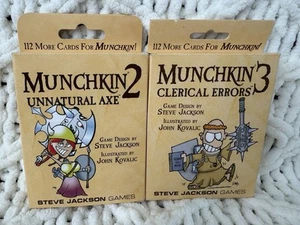 112 MORE CARDS FOR MUNCHKIN!
MUNCHKIN 2
UNNATURAL AXE
GAME DESIGN BY
STEVE JACKSON
ILLUSTRATED BY
JOHN KOVALIC
STEVE JACKSON GAMES
112 MORE CARDS FOR MUNCHKIN!
MUNCHKIN 3
CLERICAL ERRORS
GAME DESIGN BY
STEVE JACKSON
ILLUSTRATED BY
JOHN KOVALIC
STEVE JACKSON GAMES